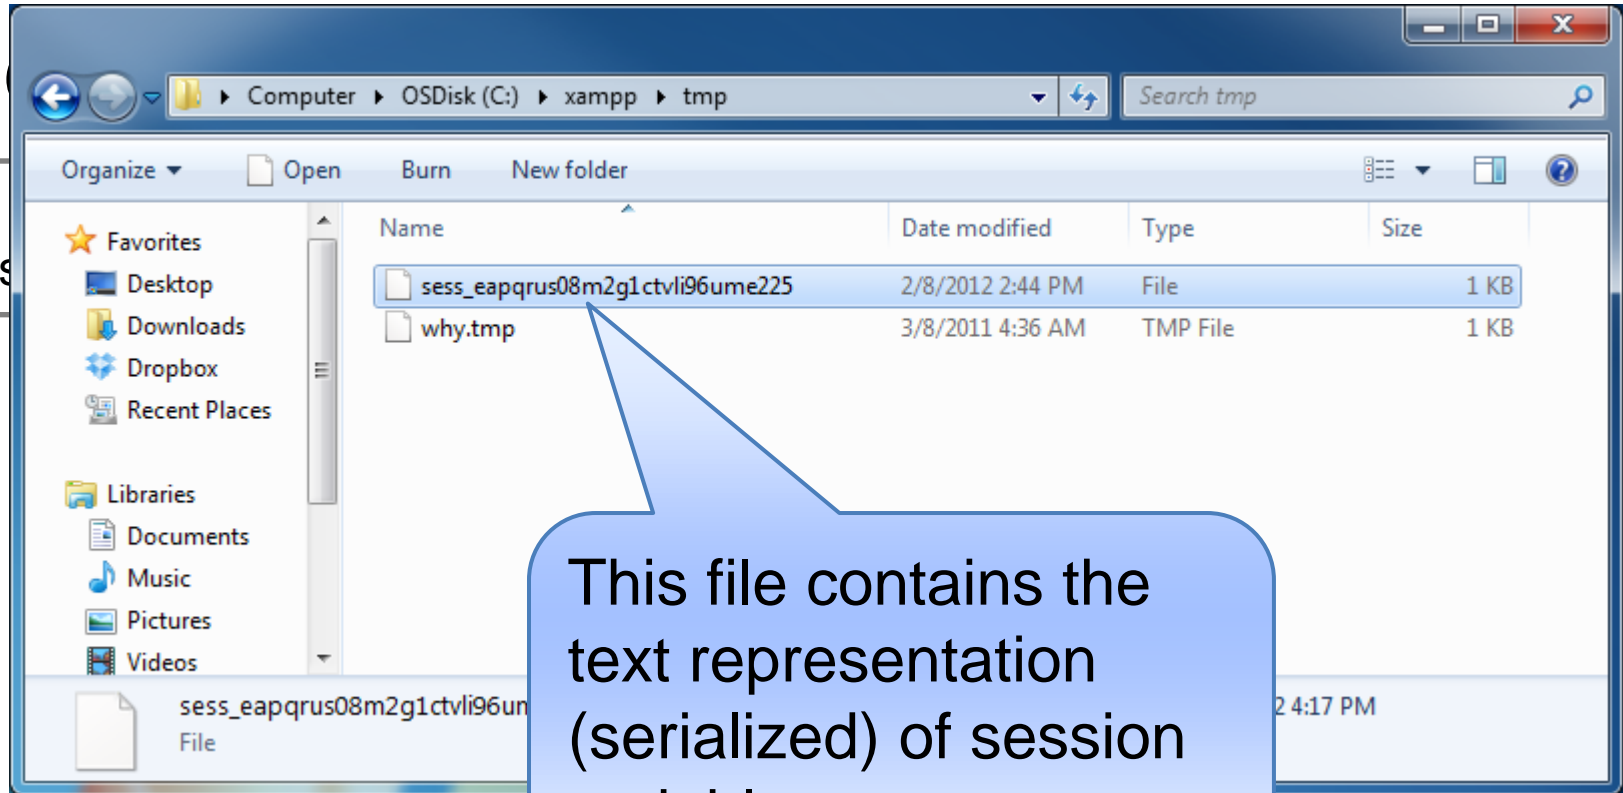 Computer ▸ OSDisk (C:) ▸ xampp ▸ tmp
Search tmp
Organize Open Burn New folder
Name Date modified Type Size
Favorites
Desktop
Downloads
Dropbox
Recent Places
Libraries
Documents
Music
Pictures
Videos
sess_eapqrus08m2g1ctvli96ume225 2/8/2012 2:44 PM File 1 KB
why.tmp 3/8/2011 4:36 AM TMP File 1 KB
This file contains the
text representation
(serialized) of session
sess_eapqrus08m2g1ctvli96um
2 4:17 PM
File